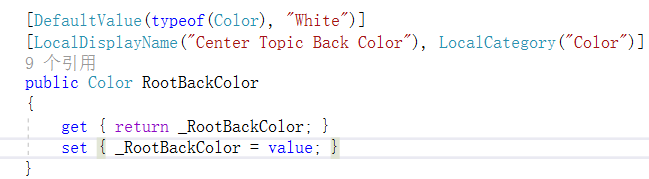 [DefaultValue(typeof(Color), "White")]
[LocalDisplayName("Center Topic Back Color"), LocalCategory("Color")]
9 个引用
public Color RootBackColor
{
get { return _RootBackColor; }
set { _RootBackColor = value; }
}